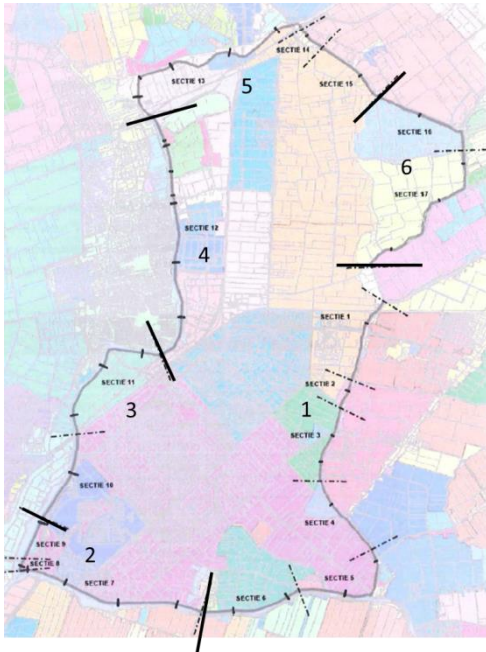 SECTIE 14
SECTIE 13
5
SECTIE 15
SECTIE 16
6
SECTIE 17
SECTIE 12
4
SECTIE 1
SECTIE 11
SECTIE 2
3
1
SECTIE 3
SECTIE 10
SECTIE 4
SECTIE 9
2
SECTIE 8
SECTIE 7
SECTIE 5
SECTIE 6